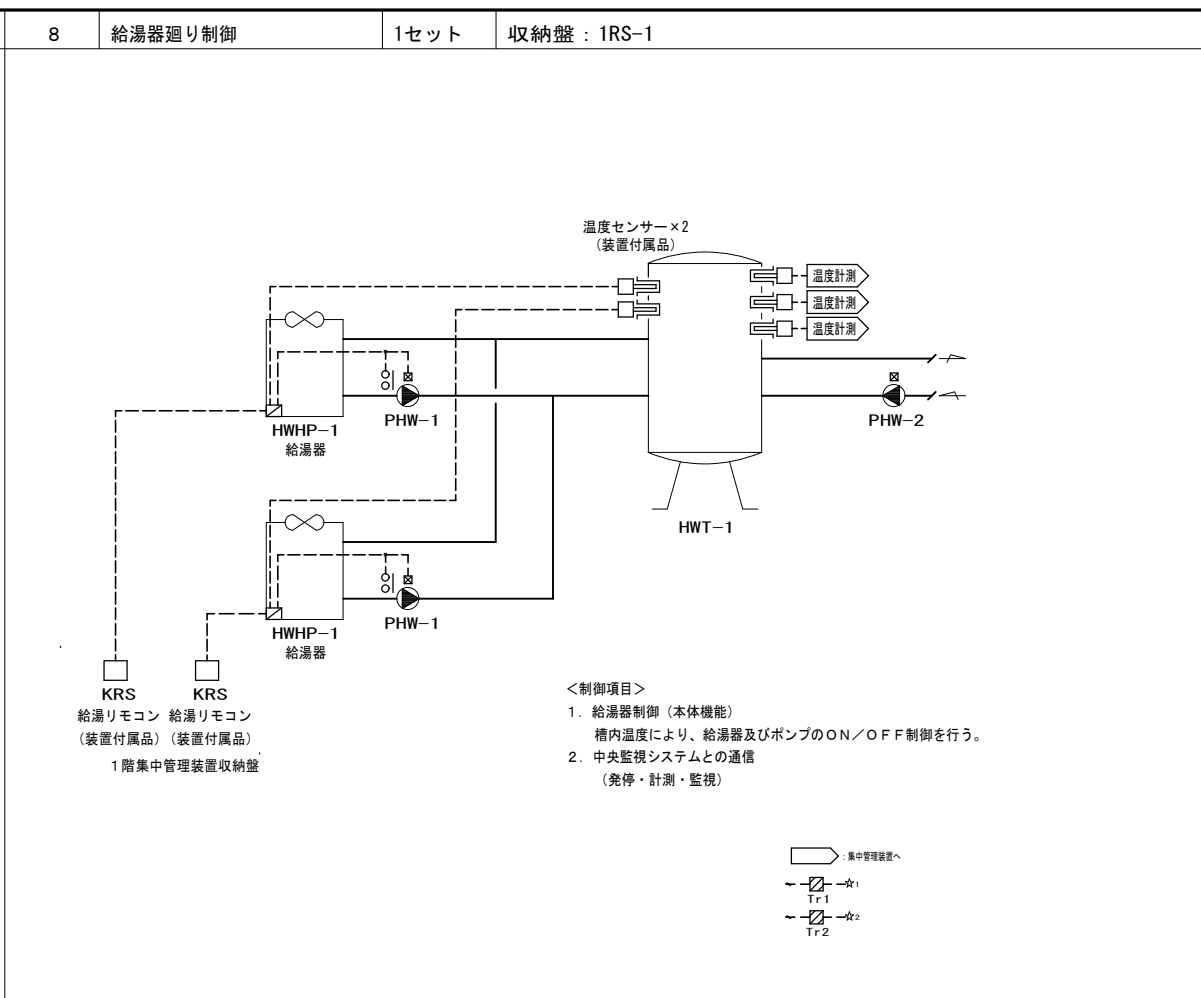 8 給湯器廻り制御 1セット 収納盤：1RS-1
温度センサー×2
（装置付属品）
温度計測
温度計測
温度計測
PHW-1
PHW-2
HWHP-1
給湯器
HWT-1
PHW-1
HWHP-1
給湯器
KRS KRS
給湯リモコン 給湯リモコン
（装置付属品）（装置付属品）
1階集中管理装置収納盤
＜制御項目＞
１．給湯器制御（本体機能）
槽内温度により、給湯器及びポンプのＯＮ／ＯＦＦ制御を行う。
２．中央監視システムとの通信
（発停・計測・監視）
：集中管理装置へ
☆1
Tr1
☆2
Tr2